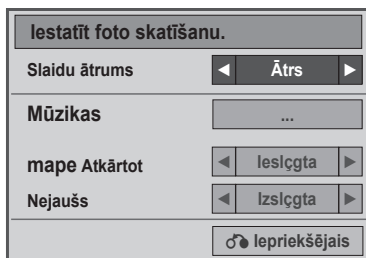 Iestatīt foto skatīšanu.
Slaidu ātrums ◄ Ātrs ►
Mūzikas ...
mape Atkārtot ◄ Ieslçgta ►
Nejaušs ◄ Izslçgta ►
Iepriekšējais